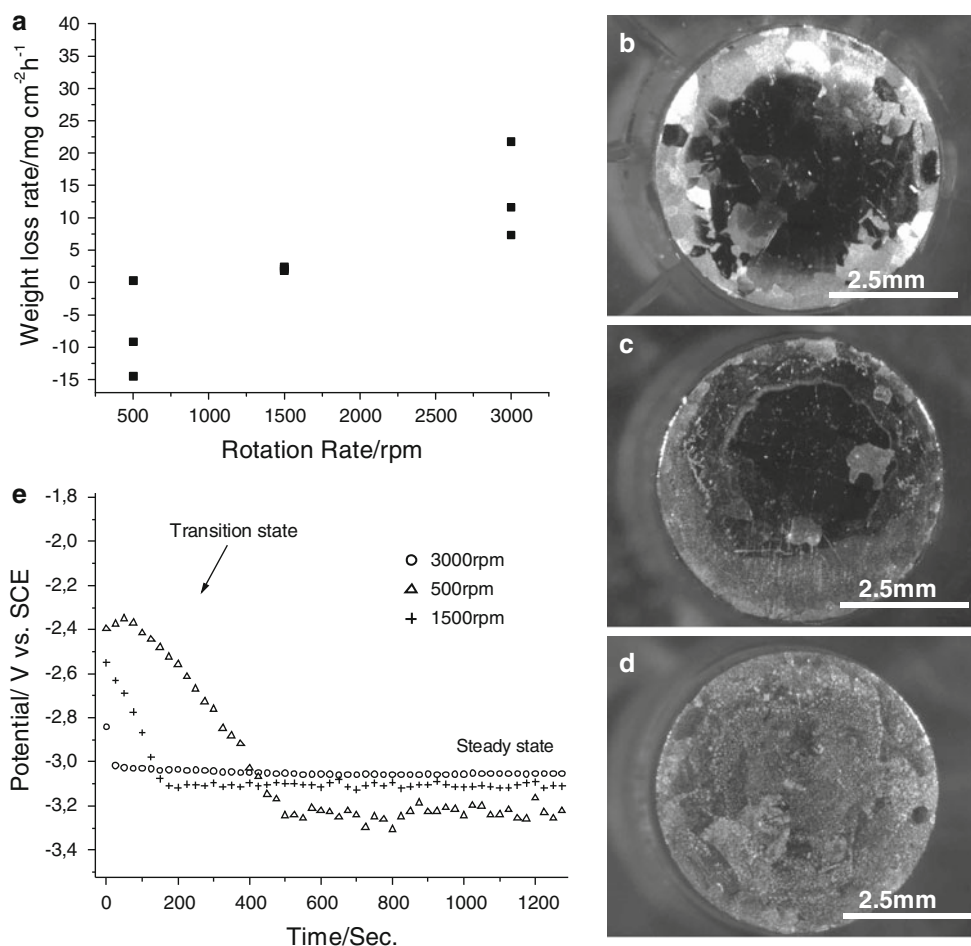 a
40
35
30
25
20
15
10
5
0
-5
-10
-15
Weight loss rate/mg cm⁻²h⁻¹
500
1000
1500
2000
2500
3000
Rotation Rate/rpm
b
2.5mm
c
2.5mm
d
2.5mm
e
-1,8
-2,0
-2,2
-2,4
-2,6
-2,8
-3,0
-3,2
-3,4
Potential/ V vs. SCE
Transition state
3000rpm
500rpm
1500rpm
Steady state
0
200
400
600
800
1000
1200
Time/Sec.